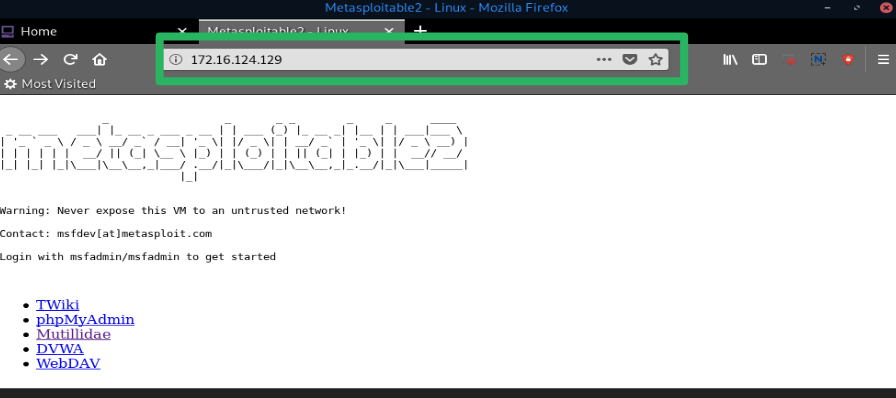 Metasploitable2 - Linux - Mozilla Firefox
Home
Metasploitable2 - Linux
172.16.124.129
Most Visited
metasploitable2
Warning: Never expose this VM to an untrusted network!
Contact: msfdev[at]metasploit.com
Login with msfadmin/msfadmin to get started
TWiki
phpMyAdmin
Mutillidae
DVWA
WebDAV